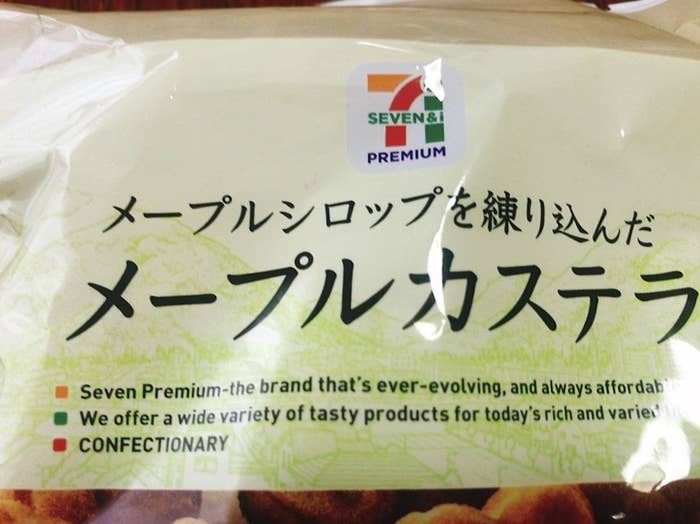 7i
SEVEN&i
PREMIUM
メープルシロップを練り込んだ
メープルカステラ
Seven Premium-the brand that's ever-evolving, and always
We offer a wide variety of tasty products for today's rich and
CONFECTIONARY